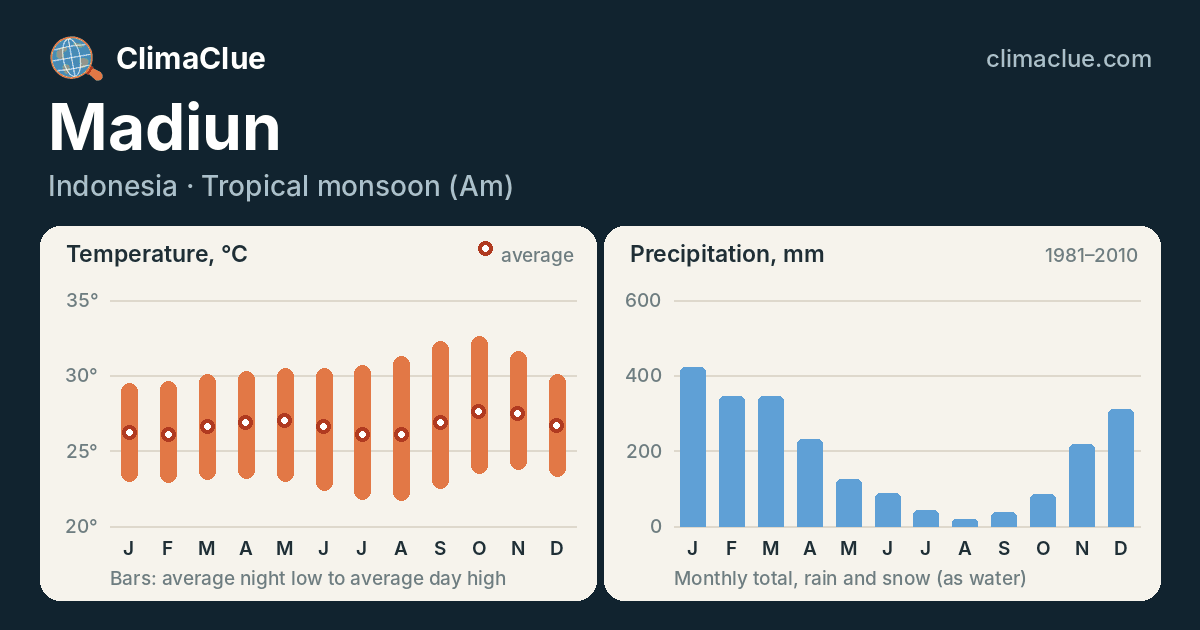 ClimaClue
climaclue.com
Madiun
Indonesia · Tropical monsoon (Am)
Temperature, °C
average
35°
30°
25°
20°
J F M A M J J A S O N D
Bars: average night low to average day high
Precipitation, mm
1981–2010
600
400
200
0
J F M A M J J A S O N D
Monthly total, rain and snow (as water)